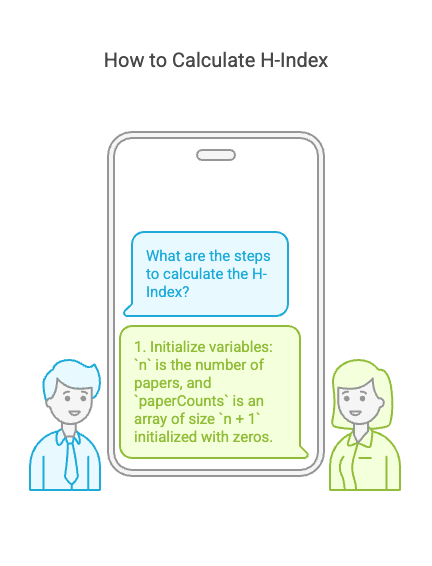 How to Calculate H-Index
What are the steps
to calculate the H-
Index?
1. Initialize variables:
`n` is the number of
papers, and
`paperCounts` is an
array of size `n + 1`
initialized with zeros.